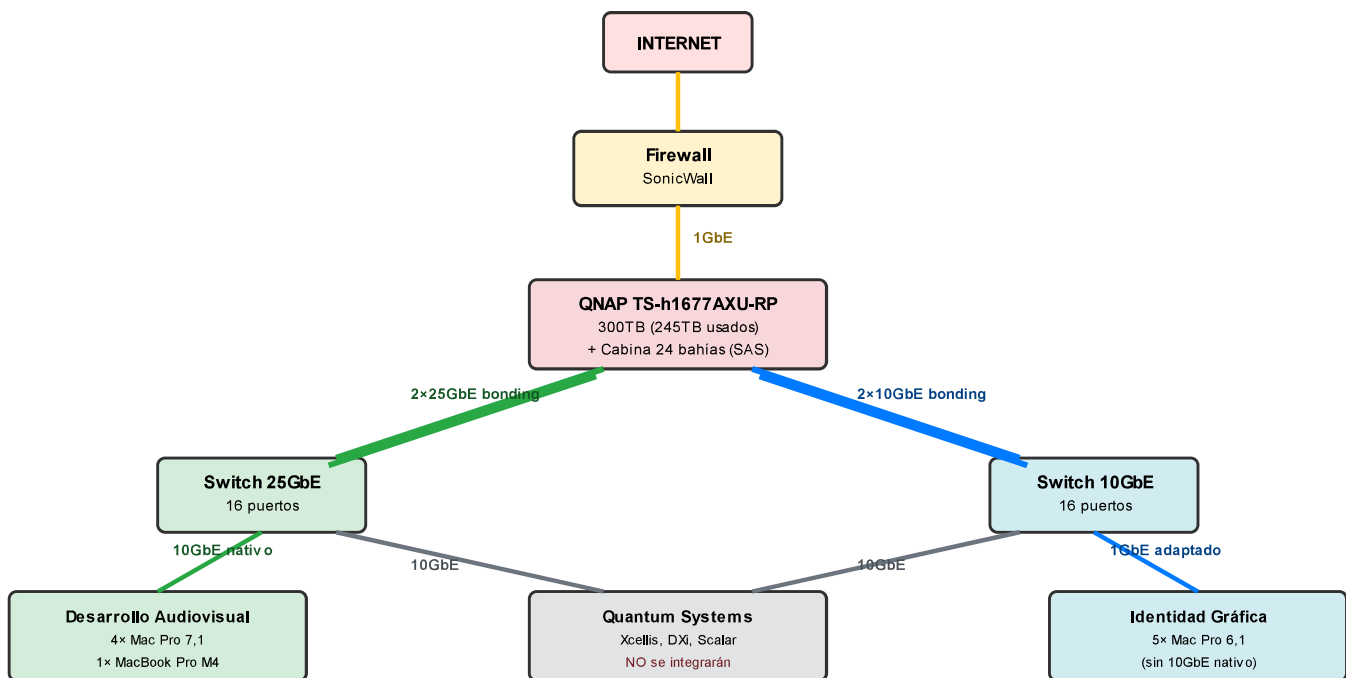 INTERNET
Firewall
SonicWall
1GbE
QNAP TS-h1677AXU-RP
300TB (245TB usados)
+ Cabina 24 bahías (SAS)
2×25GbE bonding
2×10GbE bonding
Switch 25GbE
16 puertos
Switch 10GbE
16 puertos
10GbE nativo
10GbE
10GbE
1GbE adaptado
Desarrollo Audiovisual
4× Mac Pro 7,1
1× MacBook Pro M4
Quantum Systems
Xcellis, DXi, Scalar
NO se integrarán
Identidad Gráfica
5× Mac Pro 6,1
(sin 10GbE nativo)